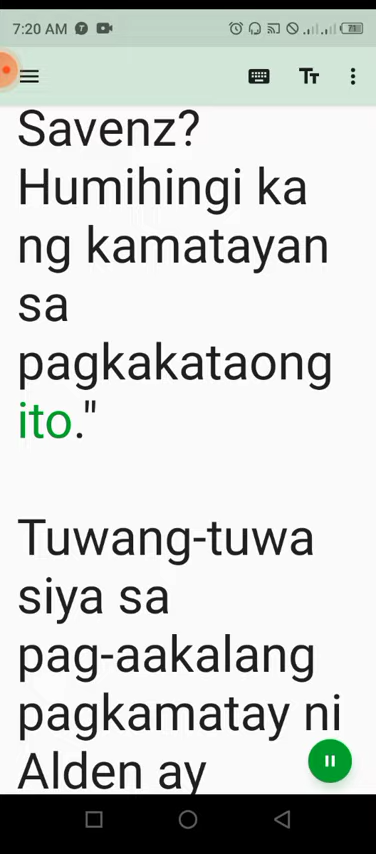 7:20 AM
Tт
Savenz?
Humihingi ka
ng kamatayan
sa
pagkakataong
ito."
Tuwang-tuwa
siya sa
pag-aakalang
pagkamatay ni
Alden ay